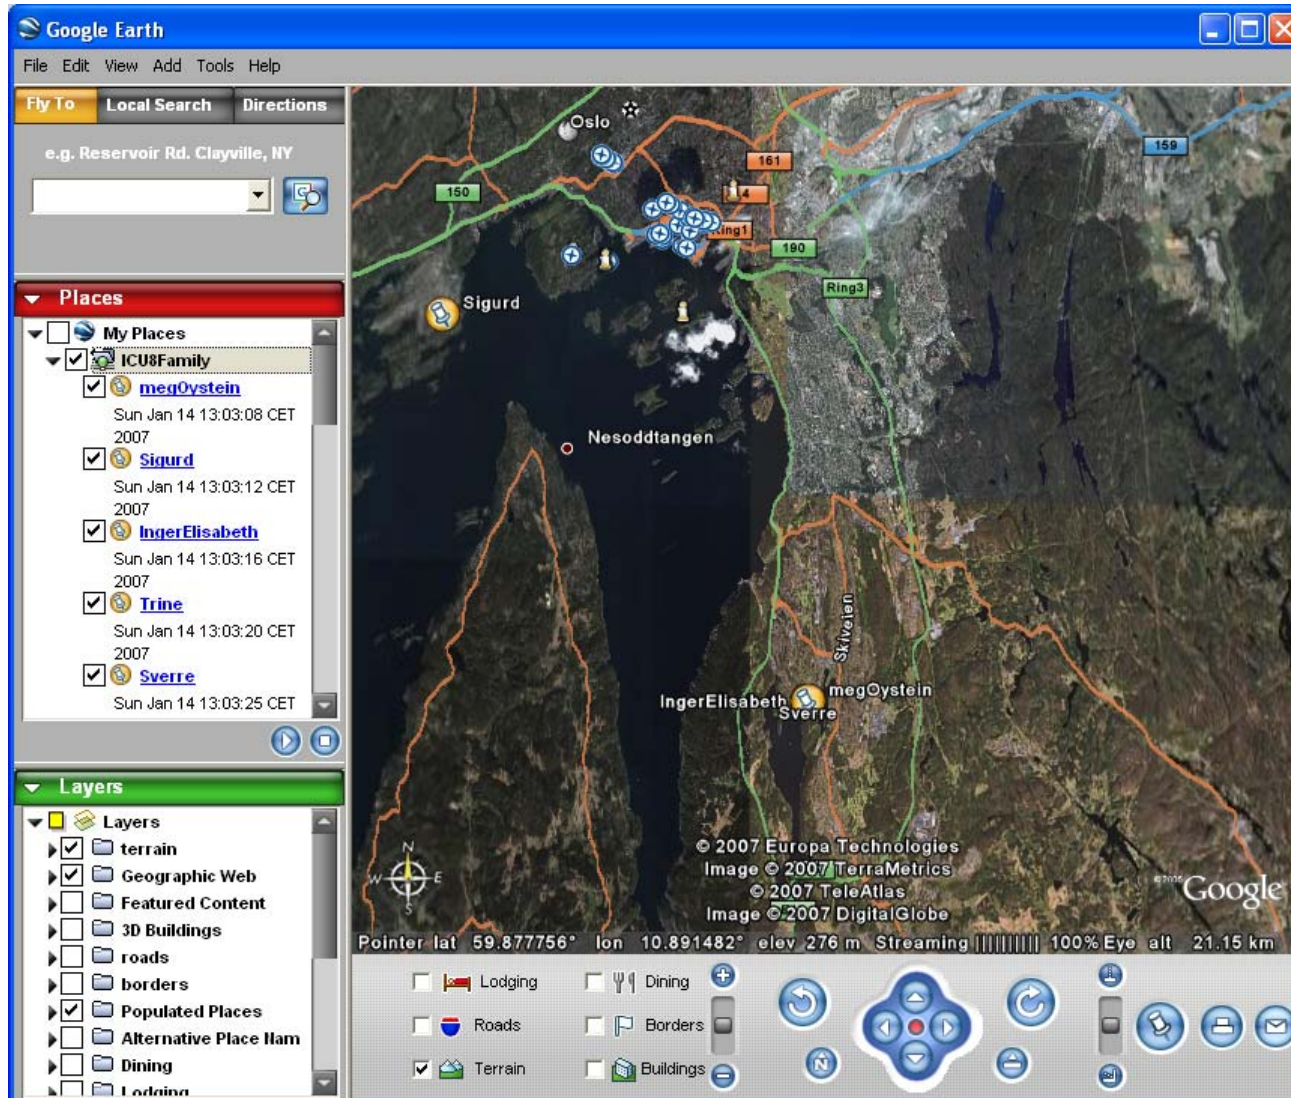 Google Earth
File Edit View Add Tools Help
Fly To Local Search Directions
e.g. Reservoir Rd. Clayville, NY
Places
My Places
ICU8Family
megOystein
Sun Jan 14 13:03:08 CET
2007
Sigurd
Sun Jan 14 13:03:12 CET
2007
IngerElisabeth
Sun Jan 14 13:03:16 CET
2007
Trine
Sun Jan 14 13:03:20 CET
2007
Sverre
Sun Jan 14 13:03:25 CET
Layers
Layers
terrain
Geographic Web
Featured Content
3D Buildings
roads
borders
Populated Places
Alternative Place Nam
Dining
Lodging
Oslo
159
161
150
4
Ring1
190
Ring3
Sigurd
Nesoddtangen
Skiveien
IngerElisabeth megOystein
Sverre
© 2007 Europa Technologies
Image © 2007 TerraMetrics
© 2007 TeleAtlas
Image © 2007 DigitalGlobe
Google
N
W E
S
Pointer lat 59.877756° lon 10.891482° elev 276 m Streaming |||||||||| 100% Eye alt 21.15 km
Lodging Dining
Roads Borders
Terrain Buildings
N